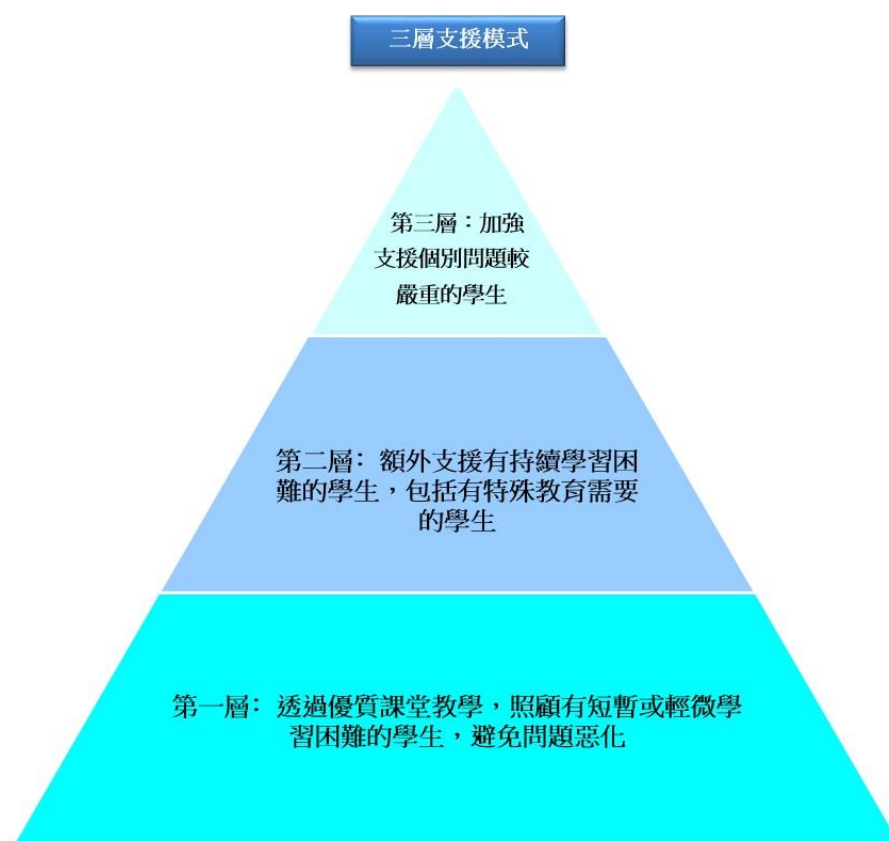 三層支援模式
第三層：加強
支援個別問題較
嚴重的學生
第二層：額外支援有持續學習困
難的學生，包括有特殊教育需要
的學生
第一層：透過優質課堂教學，照顧有短暫或輕微學
習困難的學生，避免問題惡化